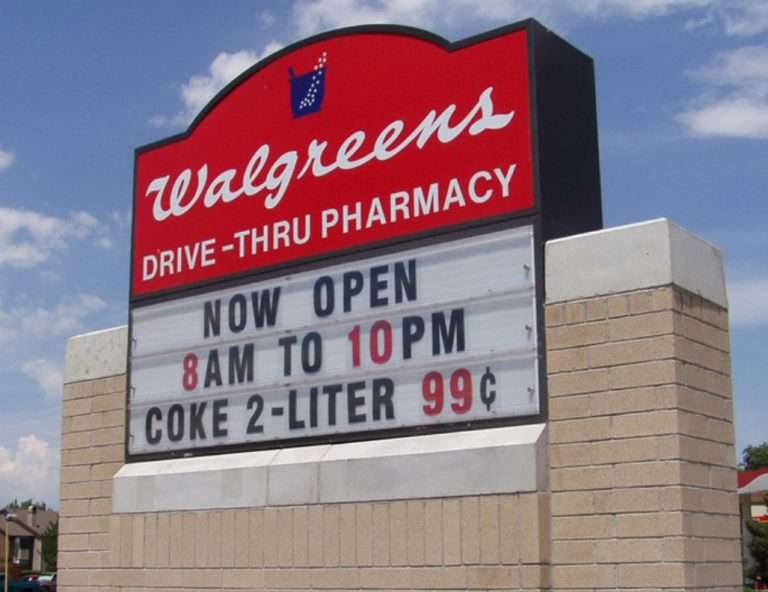 Walgreens
DRIVE-THRU PHARMACY
NOW OPEN
8AM TO 10PM
COKE 2-LITER 99¢